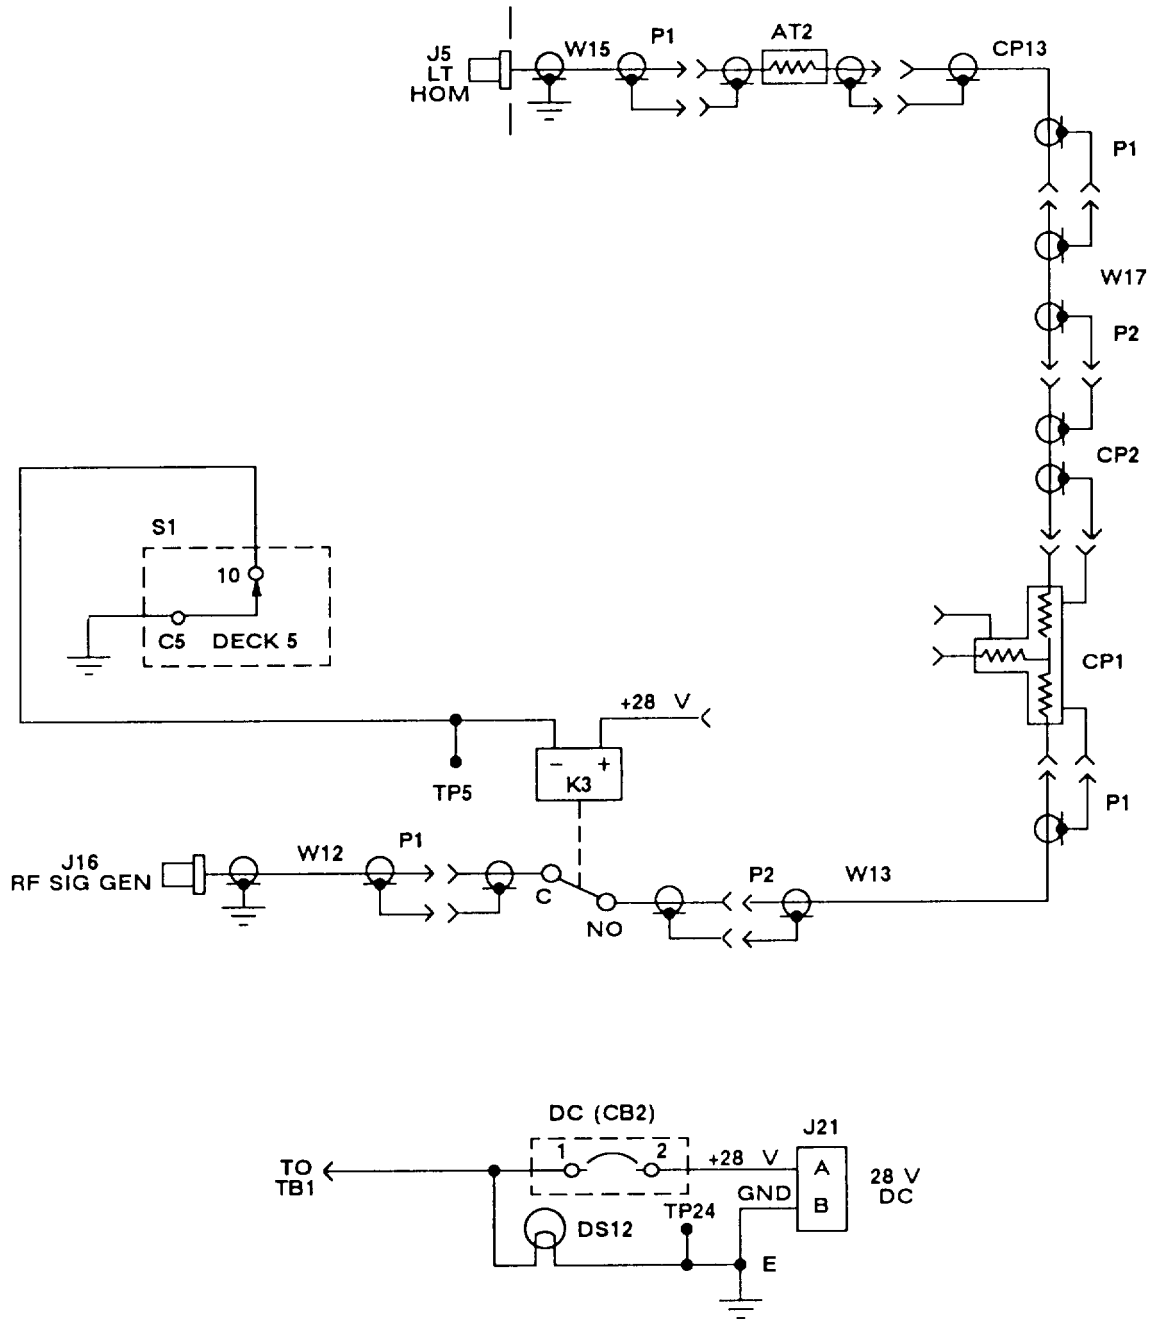 J5
LT
HOM
W15
P1
AT2
CP13
P1
W17
P2
CP2
S1
10
C5 DECK 5
CP1
+28 V
- +
K3
TP5
P1
J16
RF SIG GEN
W12
P1
C
NO
P2
W13
DC (CB2)
J21
1 2
+28 V
A
TO
TB1
28 V
DC
GND
B
TP24
DS12
E